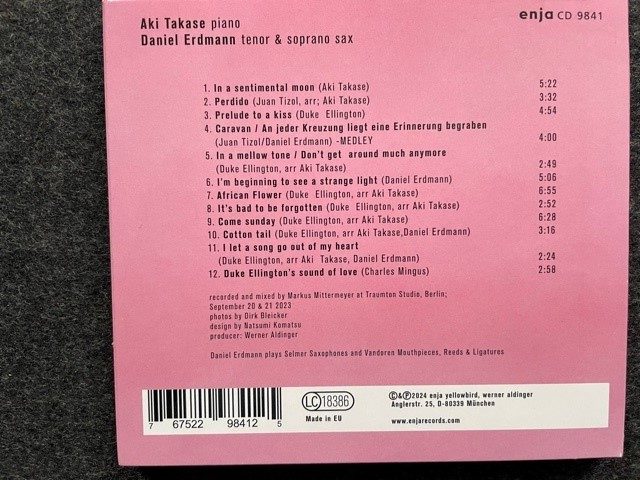 Aki Takase piano
Daniel Erdmann tenor & soprano sax
enja CD 9841
1. In a sentimental moon (Aki Takase) 5:22
2. Perdido (Juan Tizol, arr; Aki Takase) 3:32
3. Prelude to a kiss (Duke Ellington) 4:54
4. Caravan / An jeder Kreuzung liegt eine Erinnerung begraben
(Juan Tizol/Daniel Erdmann) -MEDLEY 4:00
5. In a mellow tone / Don't get around much anymore
(Duke Ellington, arr Aki Takase) 2:49
6. I'm beginning to see a strange light (Daniel Erdmann) 5:06
7. African Flower (Duke Ellington, arr Aki Takase) 6:55
8. It's bad to be forgotten (Duke Ellington, arr Aki Takase) 2:52
9. Come sunday (Duke Ellington, arr Aki Takase) 6:28
10. Cotton tail (Duke Ellington, arr Aki Takase,Daniel Erdmann) 3:16
11. I let a song go out of my heart
(Duke Ellington, arr Aki Takase, Daniel Erdmann) 2:24
12. Duke Ellington's sound of love (Charles Mingus) 2:58
recorded and mixed by Markus Mittermeyer at Traumton Studio, Berlin;
September 20 & 21 2023
photos by Dirk Bleicker
design by Natsumi Komatsu
producer: Werner Aldinger
Daniel Erdmann plays Selmer Saxophones and Vandoren Mouthpieces, Reeds & Ligatures
7 67522 98412 5
LC 18386
Made in EU
©&℗2024 enja yellowbird, werner aldinger
Anglerstr. 25, D-80339 München
www.enjarecords.com